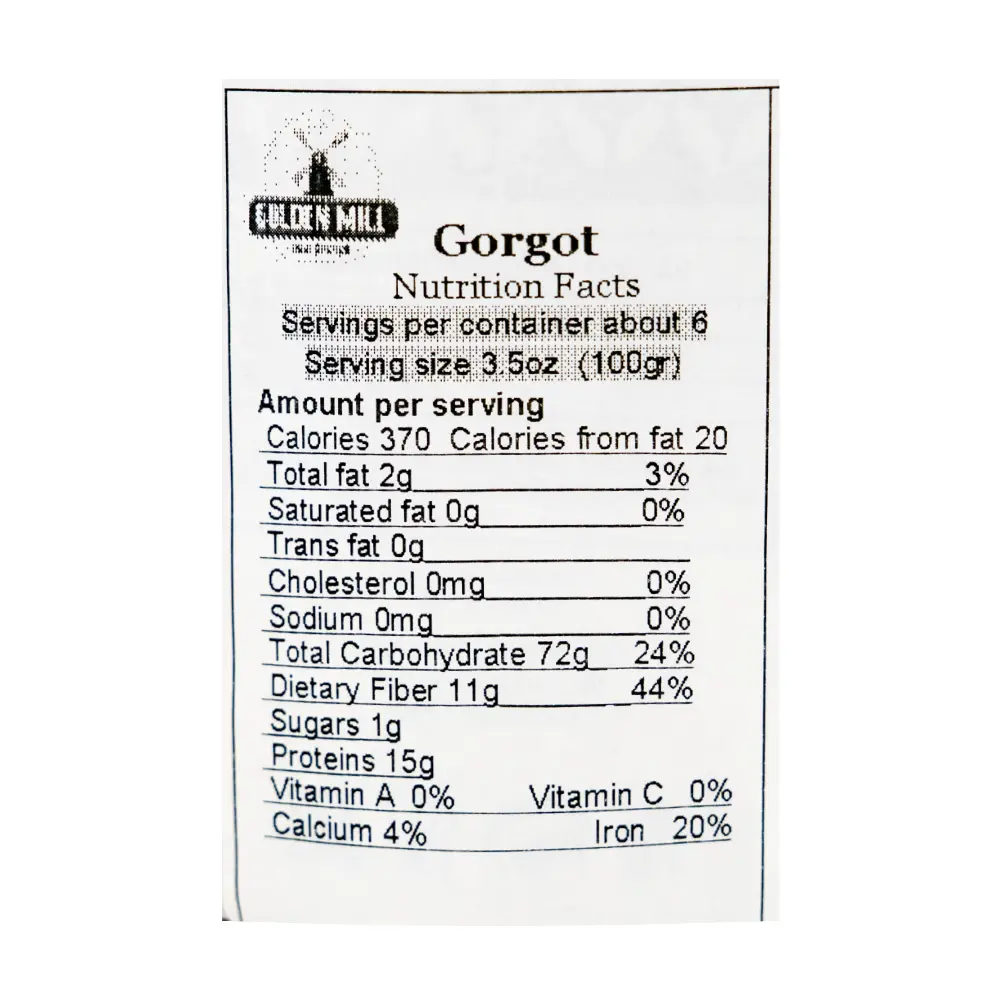 GOLDEN MILL
Gorgot
Nutrition Facts
Servings per container about 6
Serving size 3.5oz (100gr)
Amount per serving
Calories 370 Calories from fat 20
Total fat 2g 3%
Saturated fat 0g 0%
Trans fat 0g
Cholesterol 0mg 0%
Sodium 0mg 0%
Total Carbohydrate 72g 24%
Dietary Fiber 11g 44%
Sugars 1g
Proteins 15g
Vitamin A 0% Vitamin C 0%
Calcium 4% Iron 20%